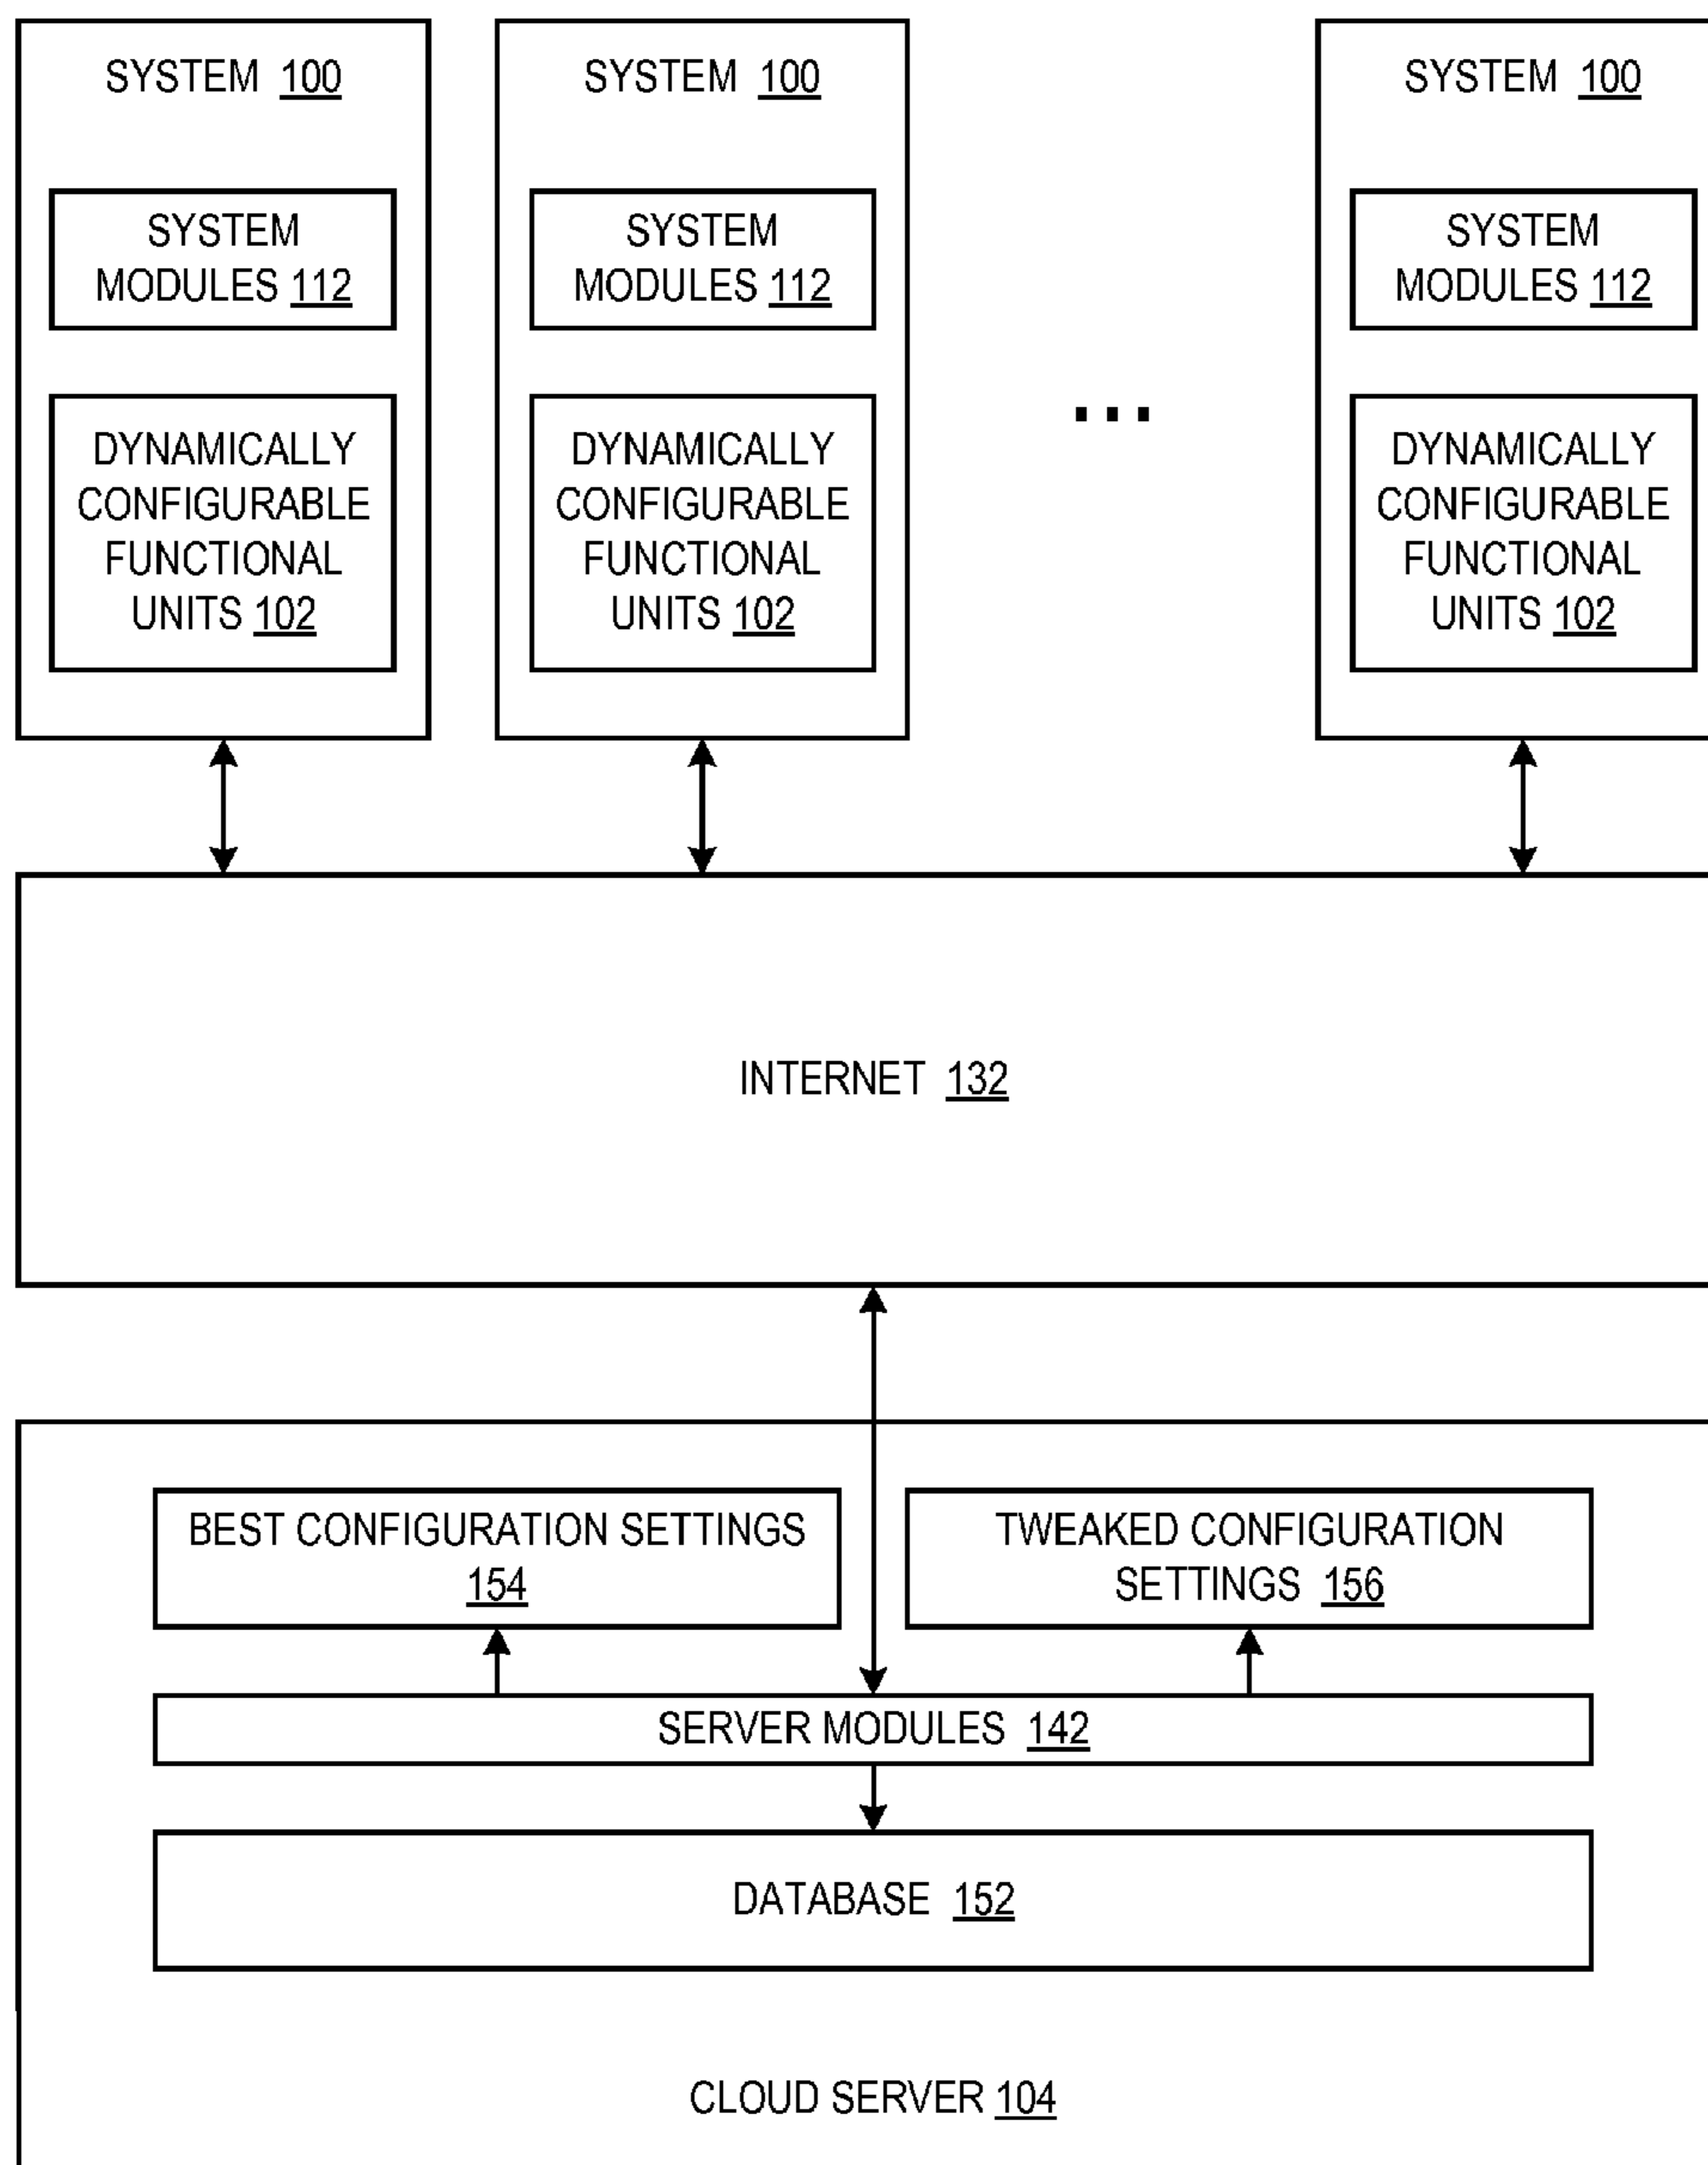 SYSTEM 100
SYSTEM
MODULES 112
DYNAMICALLY
CONFIGURABLE
FUNCTIONAL
UNITS 102
SYSTEM 100
SYSTEM
MODULES 112
DYNAMICALLY
CONFIGURABLE
FUNCTIONAL
UNITS 102
...
SYSTEM 100
SYSTEM
MODULES 112
DYNAMICALLY
CONFIGURABLE
FUNCTIONAL
UNITS 102
INTERNET 132
BEST CONFIGURATION SETTINGS
154
TWEAKED CONFIGURATION
SETTINGS 156
SERVER MODULES 142
DATABASE 152
CLOUD SERVER 104